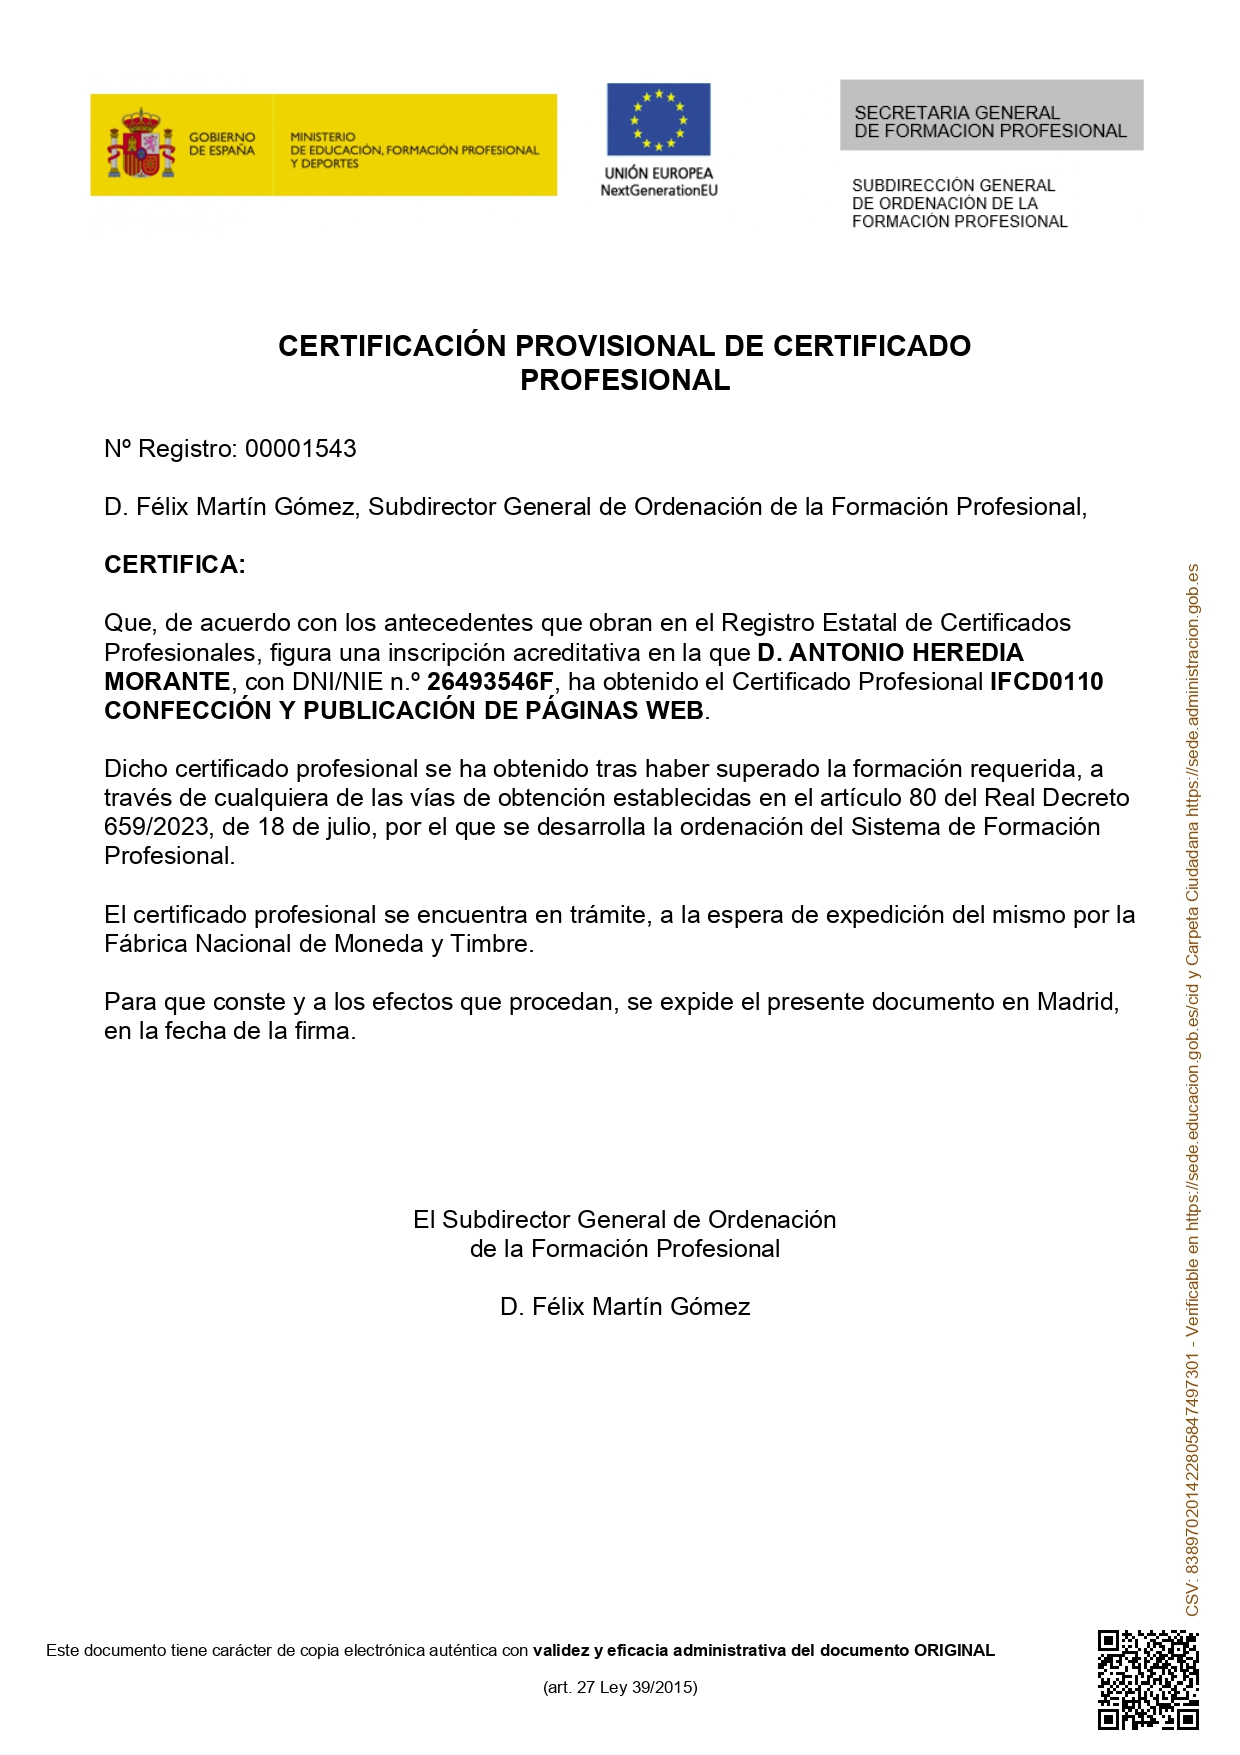 GOBIERNO
DE ESPAÑA
MINISTERIO
DE EDUCACIÓN, FORMACIÓN PROFESIONAL
Y DEPORTES
UNIÓN EUROPEA
NextGenerationEU
SECRETARIA GENERAL
DE FORMACION PROFESIONAL
SUBDIRECCIÓN GENERAL
DE ORDENACIÓN DE LA
FORMACIÓN PROFESIONAL
CERTIFICACIÓN PROVISIONAL DE CERTIFICADO
PROFESIONAL
Nº Registro: 00001543
D. Félix Martín Gómez, Subdirector General de Ordenación de la Formación Profesional,
CERTIFICA:
Que, de acuerdo con los antecedentes que obran en el Registro Estatal de Certificados
Profesionales, figura una inscripción acreditativa en la que D. ANTONIO HEREDIA
MORANTE, con DNI/NIE n.º 26493546F, ha obtenido el Certificado Profesional IFCD0110
CONFECCIÓN Y PUBLICACIÓN DE PÁGINAS WEB.
Dicho certificado profesional se ha obtenido tras haber superado la formación requerida, a
través de cualquiera de las vías de obtención establecidas en el artículo 80 del Real Decreto
659/2023, de 18 de julio, por el que se desarrolla la ordenación del Sistema de Formación
Profesional.
El certificado profesional se encuentra en trámite, a la espera de expedición del mismo por la
Fábrica Nacional de Moneda y Timbre.
Para que conste y a los efectos que procedan, se expide el presente documento en Madrid,
en la fecha de la firma.
El Subdirector General de Ordenación
de la Formación Profesional
D. Félix Martín Gómez
CSV: 838970201422805847497301 - Verificable en https://sede.educacion.gob.es/cid y Carpeta Ciudadana https://sede.administracion.gob.es
Este documento tiene carácter de copia electrónica auténtica con validez y eficacia administrativa del documento ORIGINAL
(art. 27 Ley 39/2015)